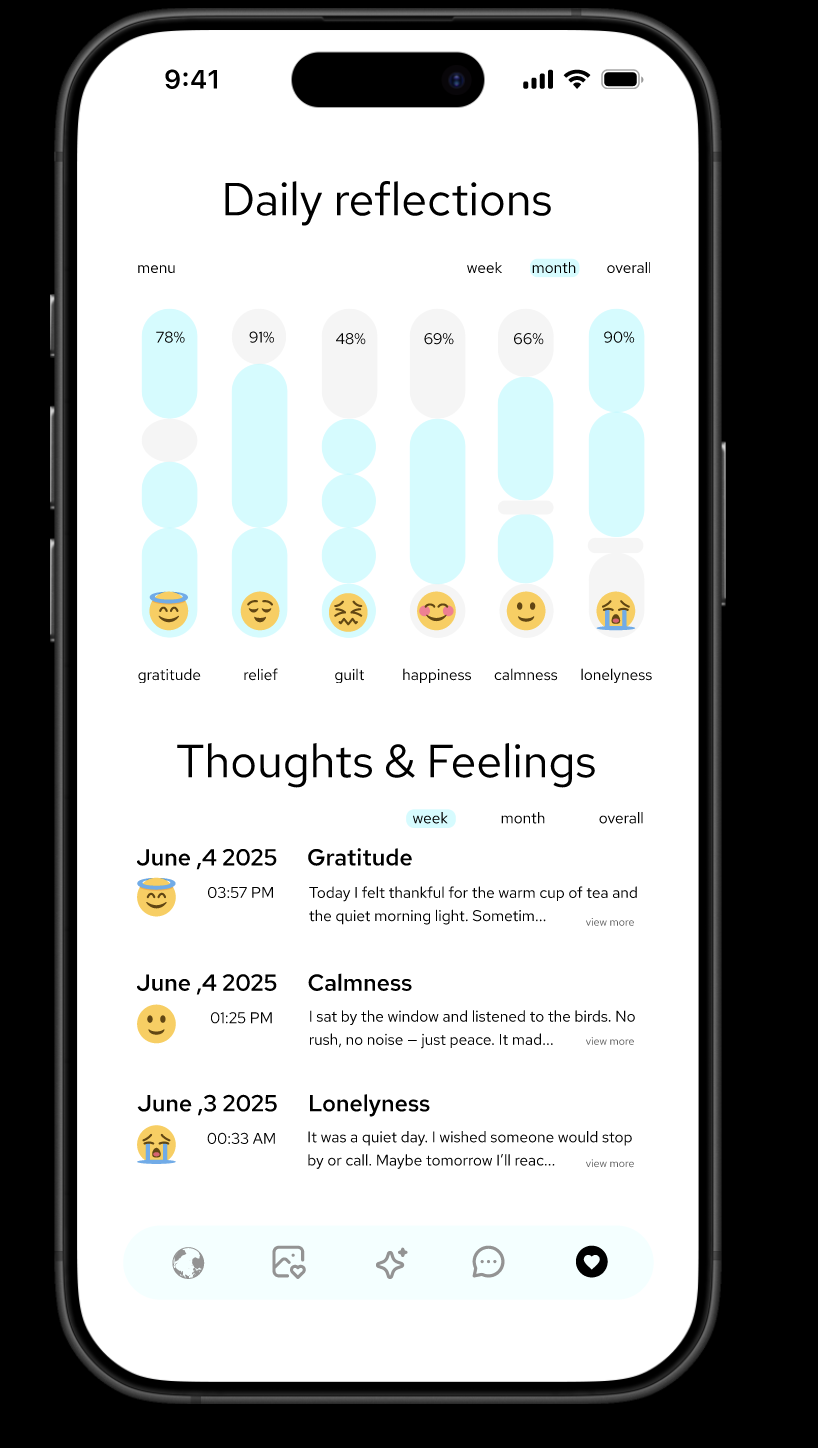 9:41
Daily reflections
menu week month overall
78% 91% 48% 69% 66% 90%
gratitude relief guilt happiness calmness lonelyness
Thoughts & Feelings
week month overall
June ,4 2025 Gratitude
03:57 PM Today I felt thankful for the warm cup of tea and
the quiet morning light. Sometim... view more
June ,4 2025 Calmness
01:25 PM I sat by the window and listened to the birds. No
rush, no noise – just peace. It mad... view more
June ,3 2025 Lonelyness
00:33 AM It was a quiet day. I wished someone would stop
by or call. Maybe tomorrow I’ll reac... view more